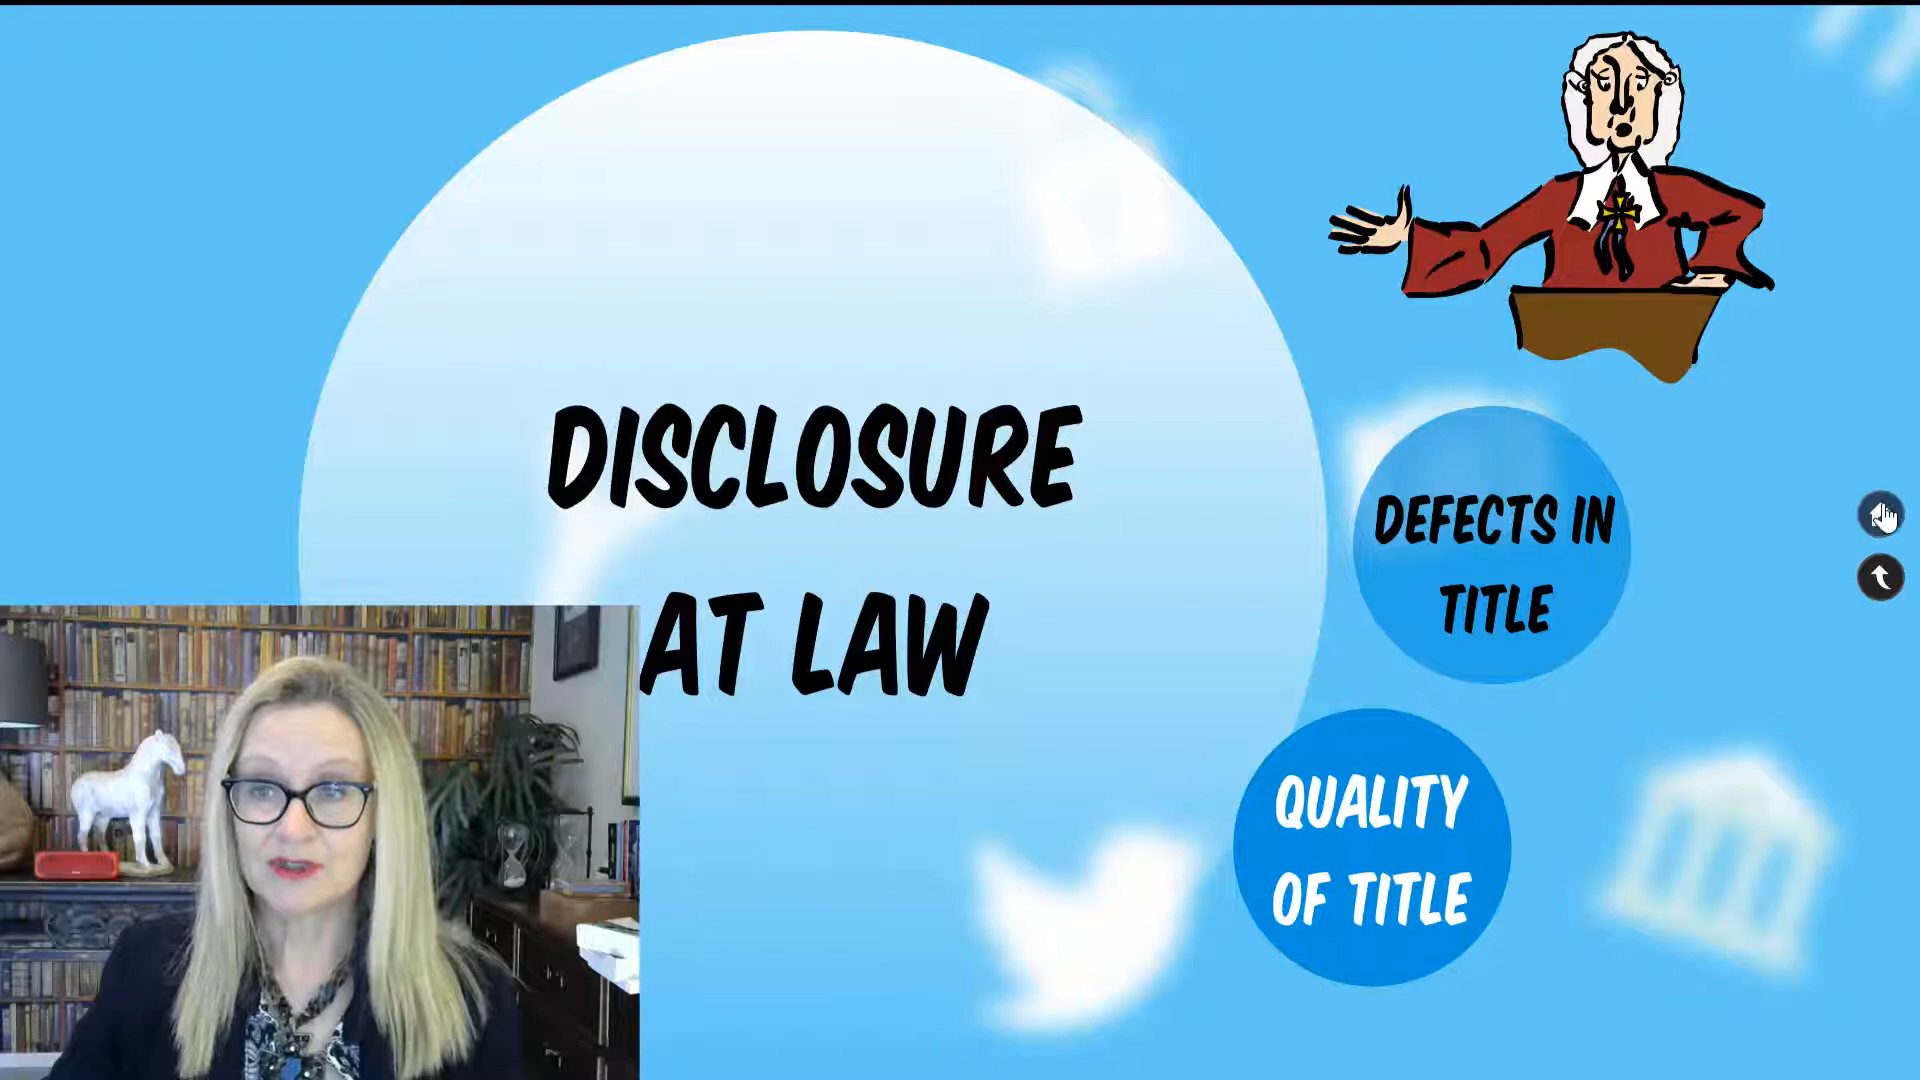 DISCLOSURE
AT LAW
DEFECTS IN
TITLE
QUALITY
OF TITLE